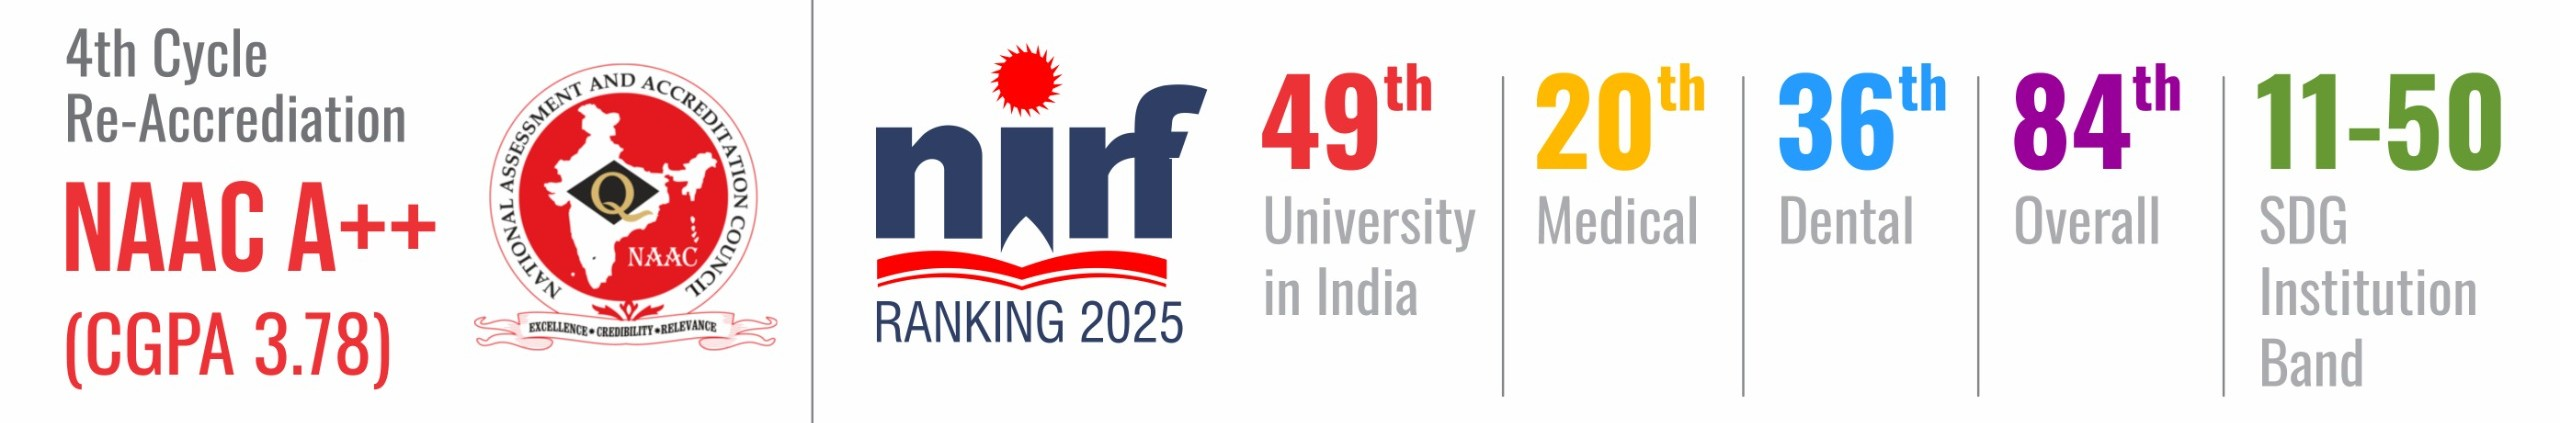 4th Cycle
Re-Accrediation
NAAC A++
(CGPA 3.78)
NATIONAL ASSESSMENT AND ACCREDITATION COUNCIL
Q
NAAC
EXCELLENCE • CREDIBILITY • RELEVANCE
nirf
RANKING 2025
49th
University
in India
20th
Medical
36th
Dental
84th
Overall
11-50
SDG
Institution
Band